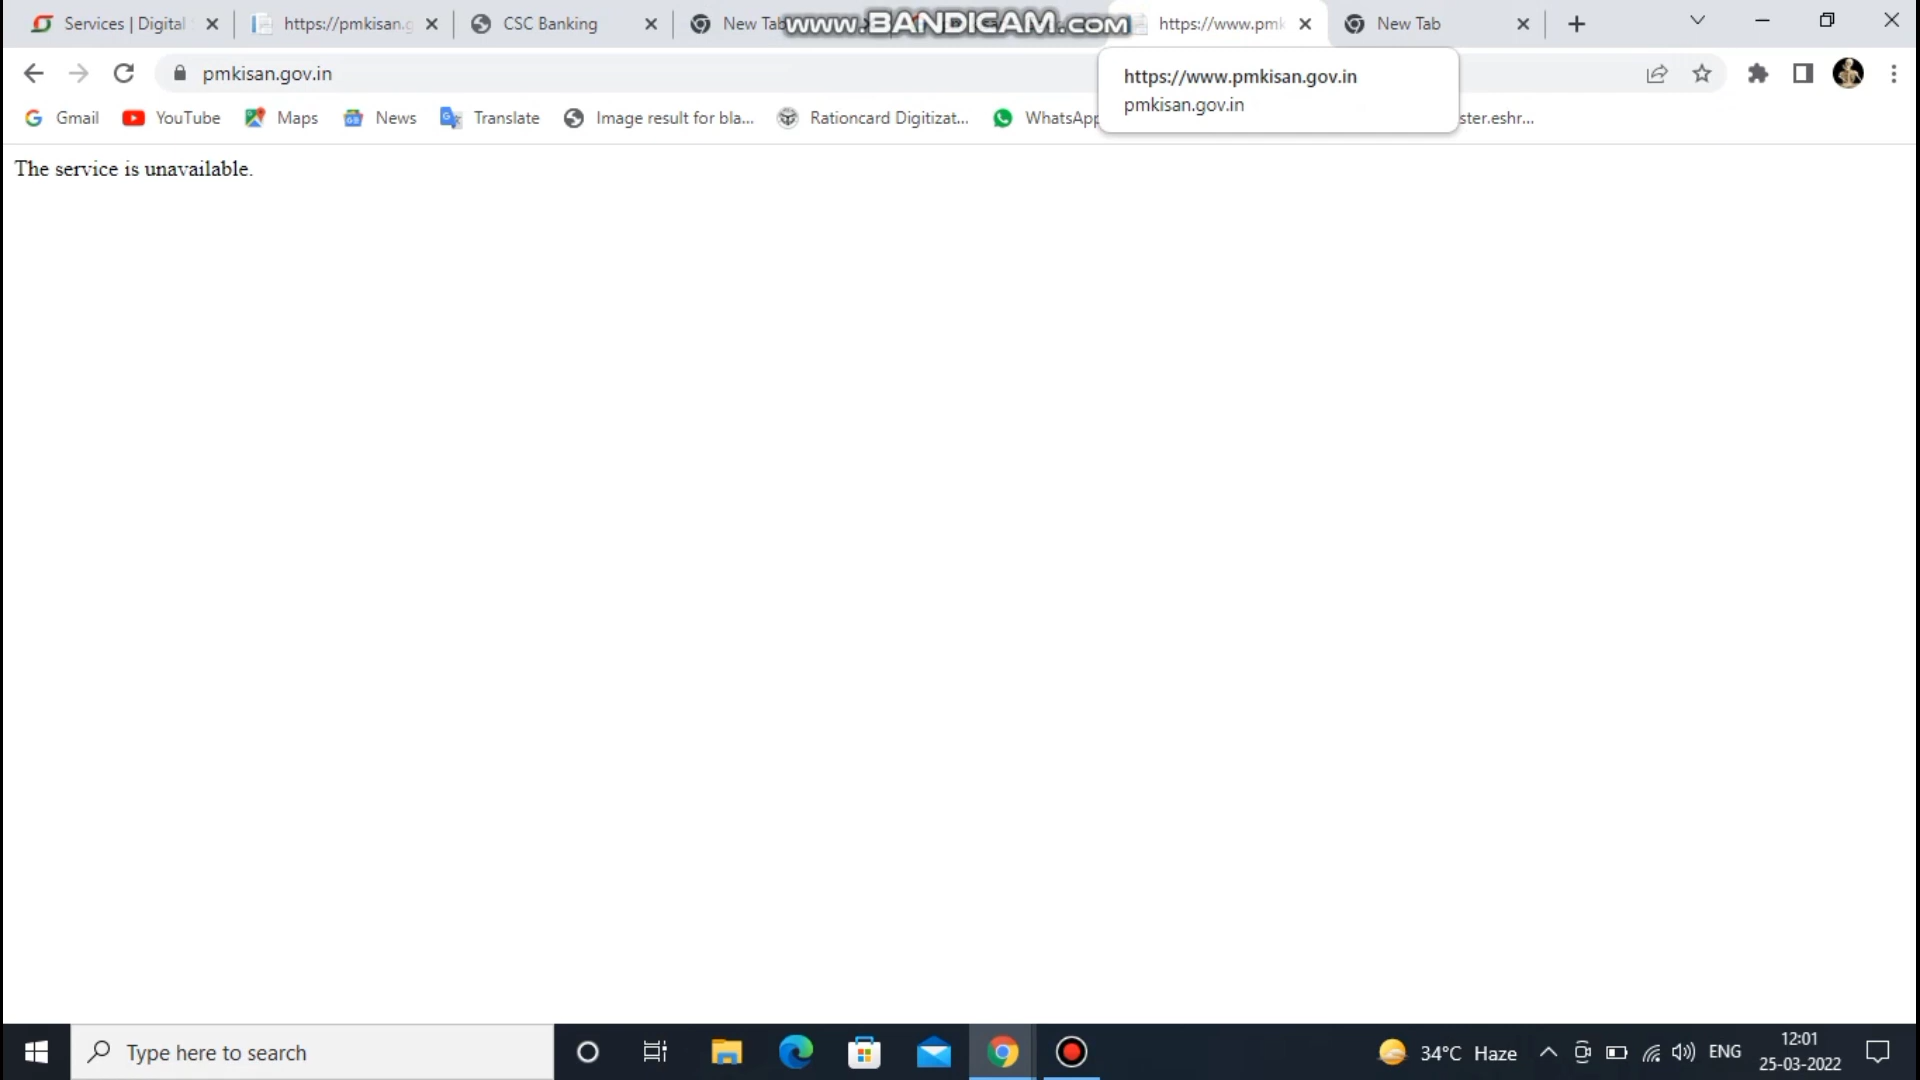 Services | Digital
https://pmkisan.g
CSC Banking
New Tab
www.BANDICAM.com
https://www.pmk
New Tab
pmkisan.gov.in
https://www.pmkisan.gov.in
pmkisan.gov.in
Gmail
YouTube
Maps
News
Translate
Image result for bla...
Rationcard Digitizat...
WhatsApp
ster.eshr...
The service is unavailable.
Type here to search
34°C Haze
ENG
12:01
25-03-2022